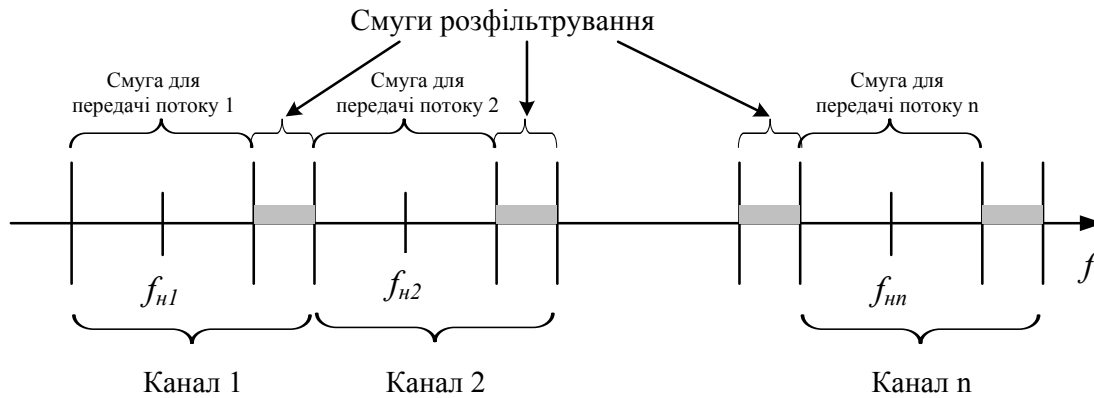 Смуги розфільтрування
Смуга для
передачі потоку 1
Смуга для
передачі потоку 2
Смуга для
передачі потоку n
fн1
fн2
fнn
f
Канал 1
Канал 2
Канал n